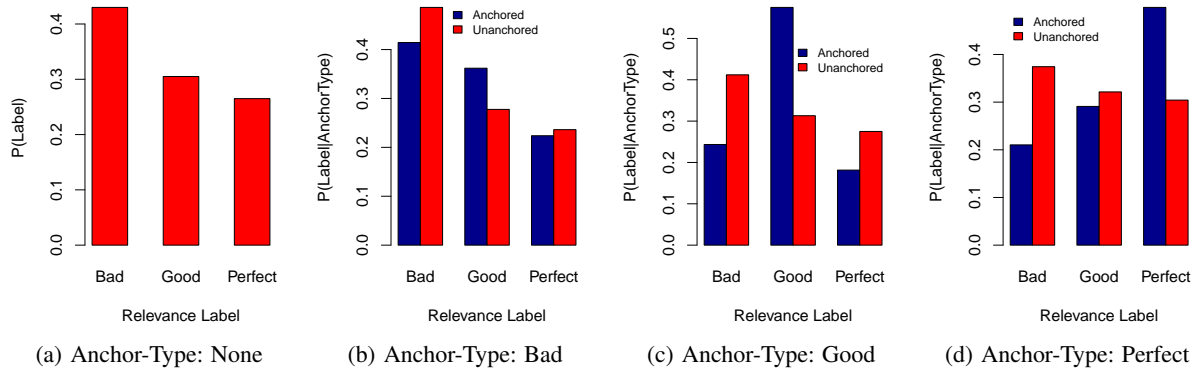 P(Label)
0.0 0.1 0.2 0.3 0.4
Bad Good Perfect
Relevance Label
(a) Anchor-Type: None
P(Label|AnchorType)
0.0 0.1 0.2 0.3 0.4
Anchored
Unanchored
Bad Good Perfect
Relevance Label
(b) Anchor-Type: Bad
P(Label|AnchorType)
0.0 0.1 0.2 0.3 0.4 0.5
Anchored
Unanchored
Bad Good Perfect
Relevance Label
(c) Anchor-Type: Good
P(Label|AnchorType)
0.0 0.1 0.2 0.3 0.4
Anchored
Unanchored
Bad Good Perfect
Relevance Label
(d) Anchor-Type: Perfect